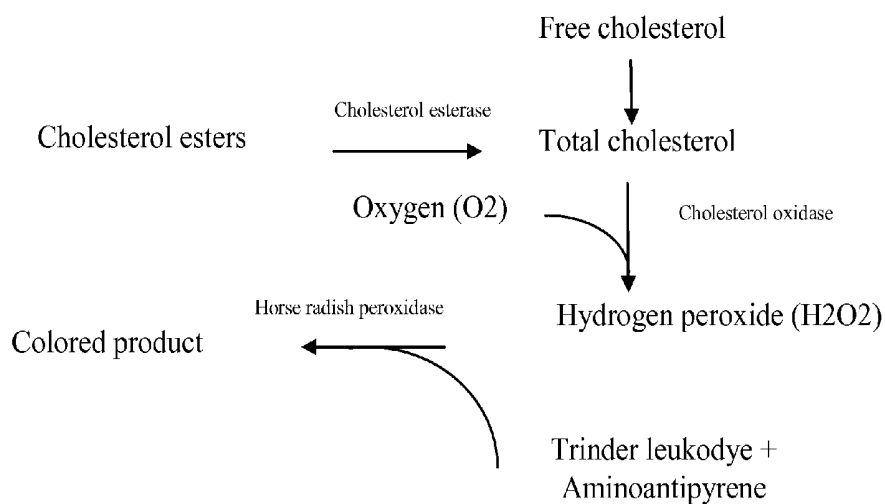 Free cholesterol
Cholesterol esterase
Cholesterol esters
Total cholesterol
Oxygen (O2)
Cholesterol oxidase
Horse radish peroxidase
Hydrogen peroxide (H2O2)
Colored product
Trinder leukodye +
Aminoantipyrene